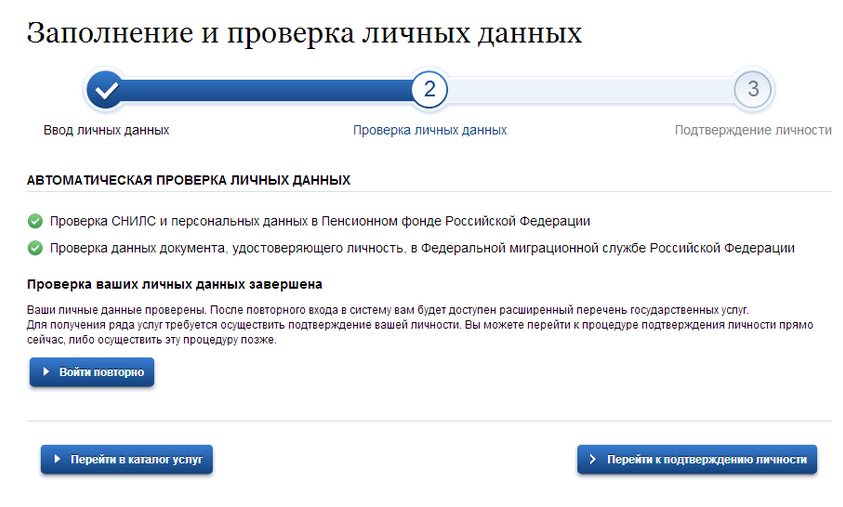 Заполнение и проверка личных данных
2
3
Ввод личных данных
Проверка личных данных
Подтверждение личности
АВТОМАТИЧЕСКАЯ ПРОВЕРКА ЛИЧНЫХ ДАННЫХ
Проверка СНИЛС и персональных данных в Пенсионном фонде Российской Федерации
Проверка данных документа, удостоверяющего личность, в Федеральной миграционной службе Российской Федерации
Проверка ваших личных данных завершена
Ваши личные данные проверены. После повторного входа в систему вам будет доступен расширенный перечень государственных услуг.
Для получения ряда услуг требуется осуществить подтверждение вашей личности. Вы можете перейти к процедуре подтверждения личности прямо
сейчас, либо осуществить эту процедуру позже.
Войти повторно
Перейти в каталог услуг
Перейти к подтверждению личности